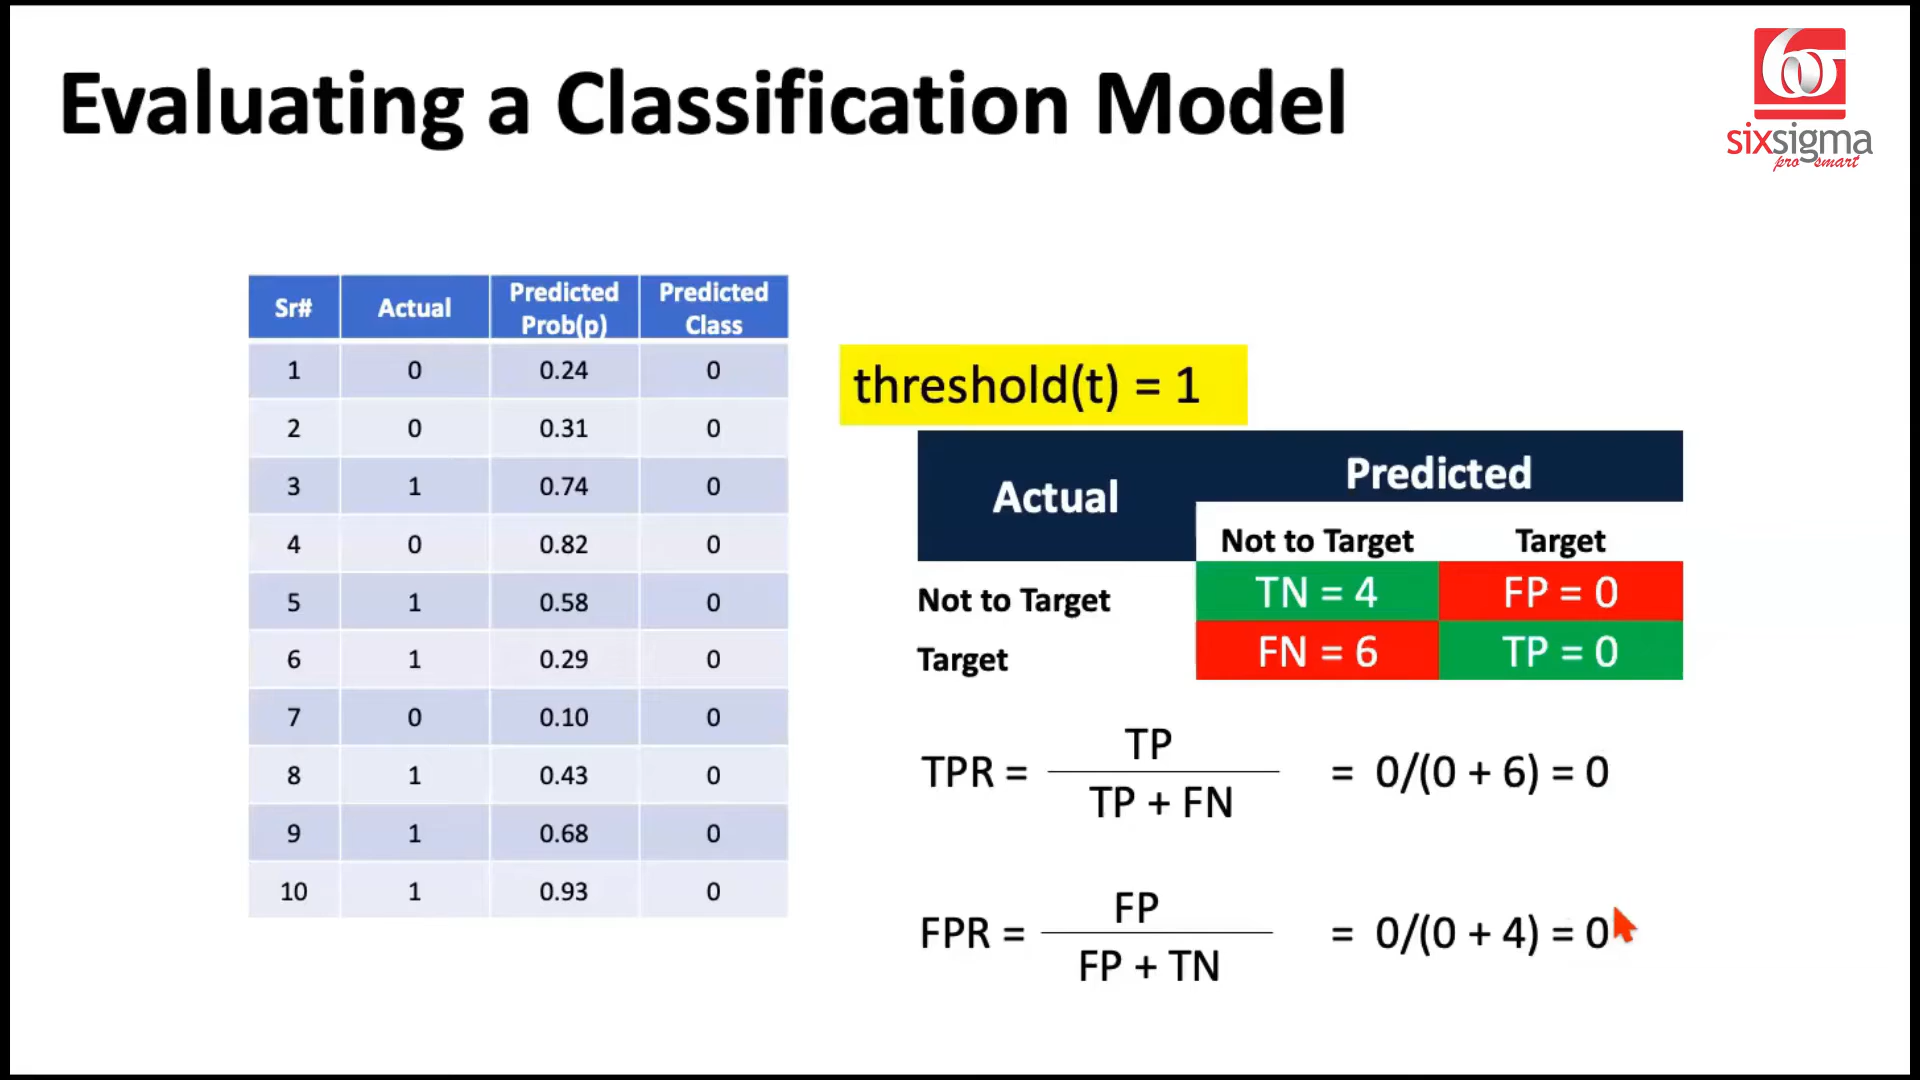 Evaluating a Classification Model
6σ
sixsigma
pro smart
Sr# Actual Predicted Prob(p) Predicted Class
1 0 0.24 0
2 0 0.31 0
3 1 0.74 0
4 0 0.82 0
5 1 0.58 0
6 1 0.29 0
7 0 0.10 0
8 1 0.43 0
9 1 0.68 0
10 1 0.93 0
threshold(t) = 1
Actual Predicted
Not to Target Target
Not to Target TN = 4 FP = 0
Target FN = 6 TP = 0
TP
TPR = = 0/(0 + 6) = 0
TP + FN
FP
FPR = = 0/(0 + 4) = 0
FP + TN